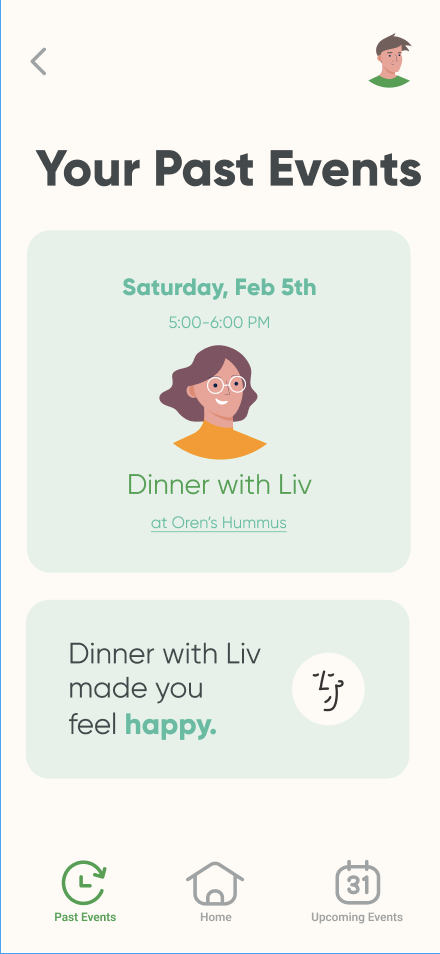 Your Past Events
Saturday, Feb 5th
5:00-6:00 PM
Dinner with Liv
at Oren's Hummus
Dinner with Liv
made you
feel happy.
31
Past Events
Home
Upcoming Events